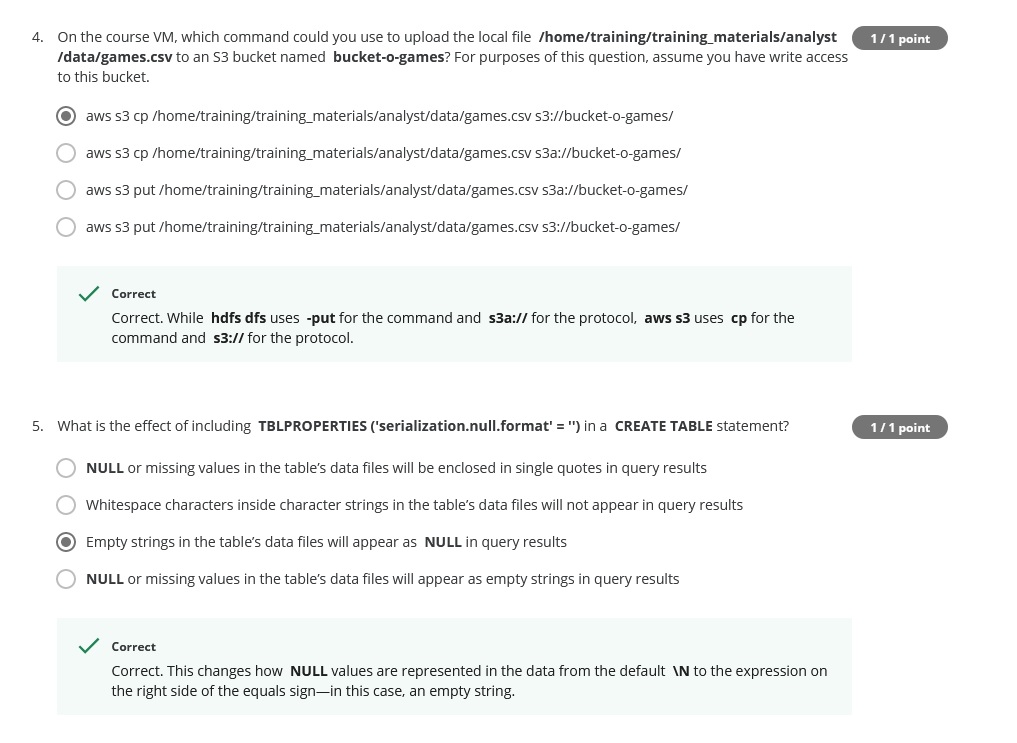 4. On the course VM, which command could you use to upload the local file /home/training/training_materials/analyst 1 / 1 point
/data/games.csv to an S3 bucket named bucket-o-games? For purposes of this question, assume you have write access
to this bucket.
aws s3 cp /home/training/training_materials/analyst/data/games.csv s3://bucket-o-games/
aws s3 cp /home/training/training_materials/analyst/data/games.csv s3a://bucket-o-games/
aws s3 put /home/training/training_materials/analyst/data/games.csv s3a://bucket-o-games/
aws s3 put /home/training/training_materials/analyst/data/games.csv s3://bucket-o-games/
Correct
Correct. While hdfs dfs uses -put for the command and s3a:// for the protocol, aws s3 uses cp for the
command and s3:// for the protocol.
5. What is the effect of including TBLPROPERTIES ('serialization.null.format' = '') in a CREATE TABLE statement? 1 / 1 point
NULL or missing values in the table’s data files will be enclosed in single quotes in query results
Whitespace characters inside character strings in the table’s data files will not appear in query results
Empty strings in the table’s data files will appear as NULL in query results
NULL or missing values in the table’s data files will appear as empty strings in query results
Correct
Correct. This changes how NULL values are represented in the data from the default \N to the expression on
the right side of the equals sign—in this case, an empty string.